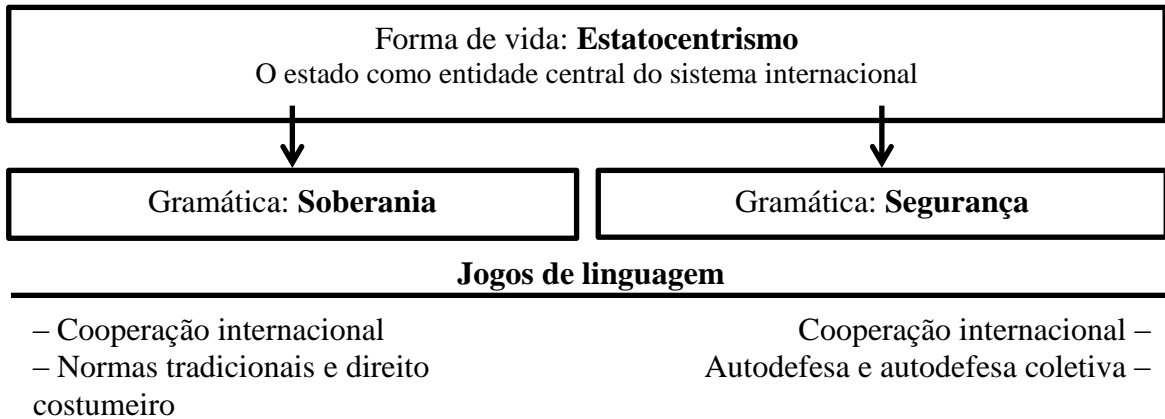 Forma de vida: Estatocentrismo
O estado como entidade central do sistema internacional
Gramática: Soberania
Gramática: Segurança
Jogos de linguagem
– Cooperação internacional
– Normas tradicionais e direito
costumeiro
Cooperação internacional –
Autodefesa e autodefesa coletiva –